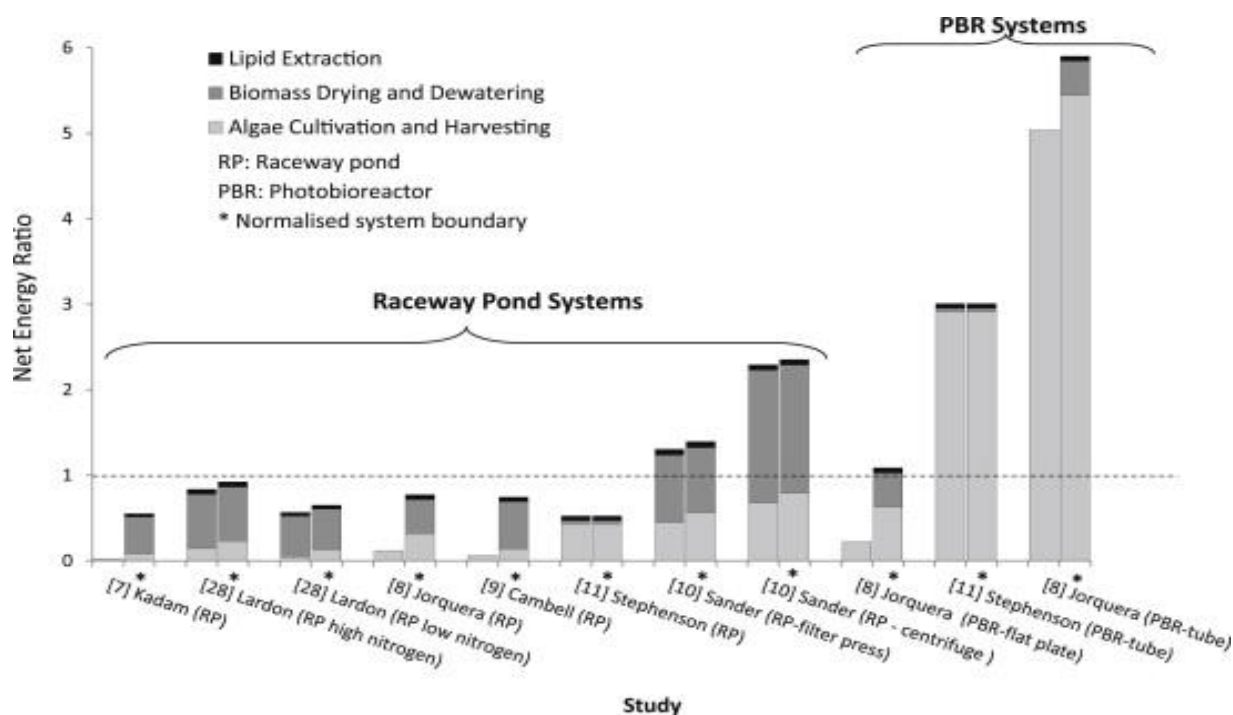 PBR Systems
6
5
4
3
2
1
0
Net Energy Ratio
Lipid Extraction
Biomass Drying and Dewatering
Algae Cultivation and Harvesting
RP: Raceway pond
PBR: Photobioreactor
* Normalised system boundary
Raceway Pond Systems
* * * * * * * * * * *
[7] Kadam (RP)
[28] Lardon (RP high nitrogen)
[28] Lardon (RP low nitrogen)
[8] Jorquera (RP)
[9] Cambell (RP)
[11] Stephenson (RP)
[10] Sander (RP-filter press)
[10] Sander (RP - centrifuge )
[8] Jorquera (PBR-flat plate)
[11] Stephenson (PBR-tube)
[8] Jorquera (PBR-tube)
Study